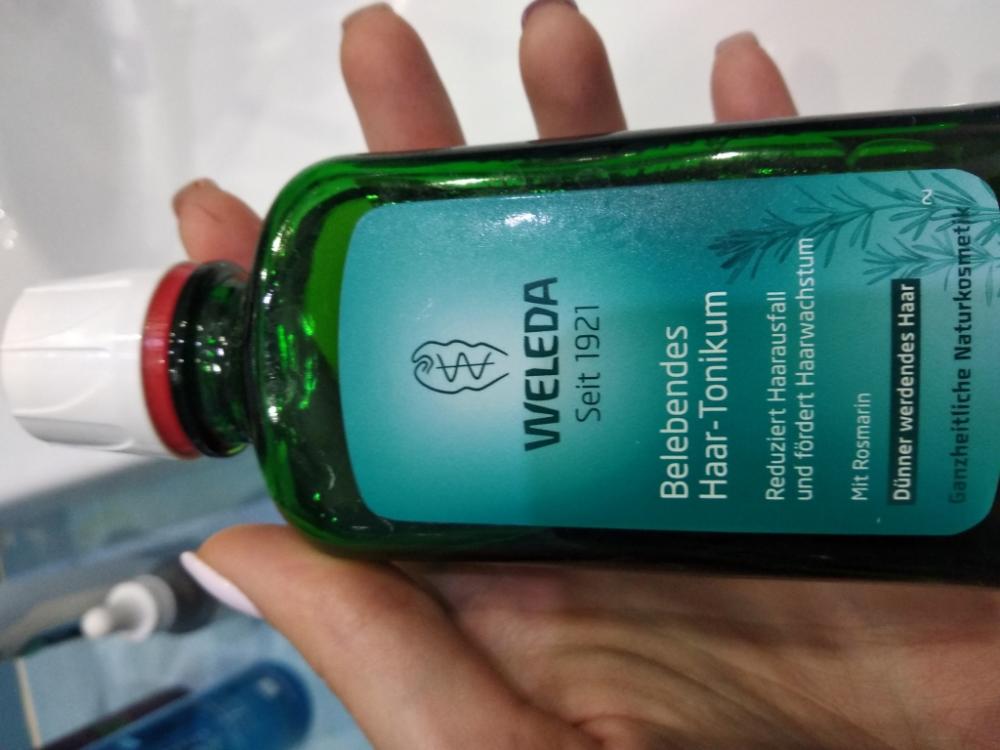 WELEDA
Seit 1921
Belebendes
Haar-Tonikum
Reduziert Haarausfall
und fördert Haarwachstum
Mit Rosmarin
Dünner werdendes Haar
Ganzheitliche Naturkosmetik